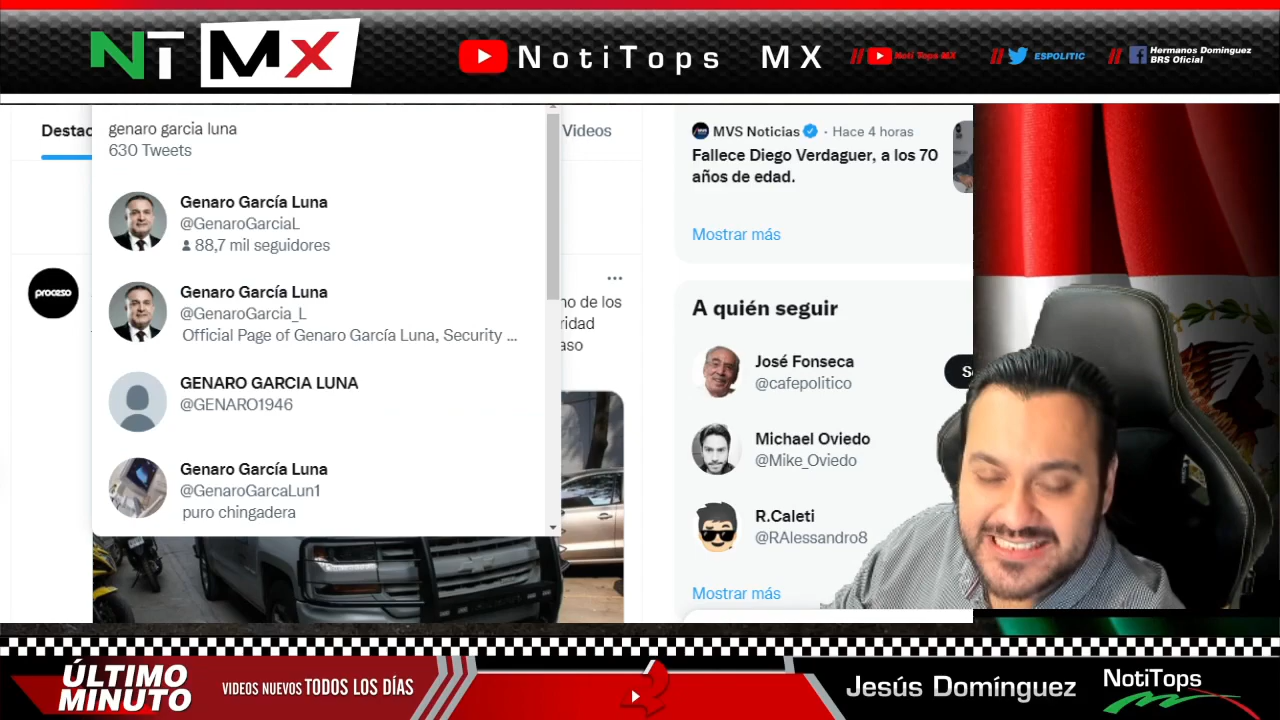 NT MX
NotiTops MX
Noti Tops MX
ESPOLITIC
Hermanos Domínguez
BRS Oficial
Destac
Videos
genaro garcia luna
630 Tweets
Genaro García Luna
@GenaroGarciaL
88,7 mil seguidores
Genaro García Luna
@GenaroGarcia_L
Official Page of Genaro García Luna, Security ...
GENARO GARCIA LUNA
@GENARO1946
Genaro García Luna
@GenaroGarcaLun1
puro chingadera
proceso
no de los
ridad
aso
MVS Noticias · Hace 4 horas
Fallece Diego Verdaguer, a los 70
años de edad.
Mostrar más
A quién seguir
José Fonseca
@cafepolitico
S
Michael Oviedo
@Mike_Oviedo
R.Caleti
@RAlessandro8
Mostrar más
ÚLTIMO
MINUTO
VIDEOS NUEVOS TODOS LOS DÍAS
Jesús Domínguez
NotiTops